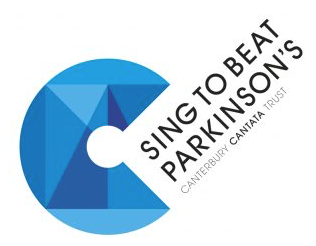 SING TO BEAT
PARKINSON'S
CANTERBURY CANTATA TRUST